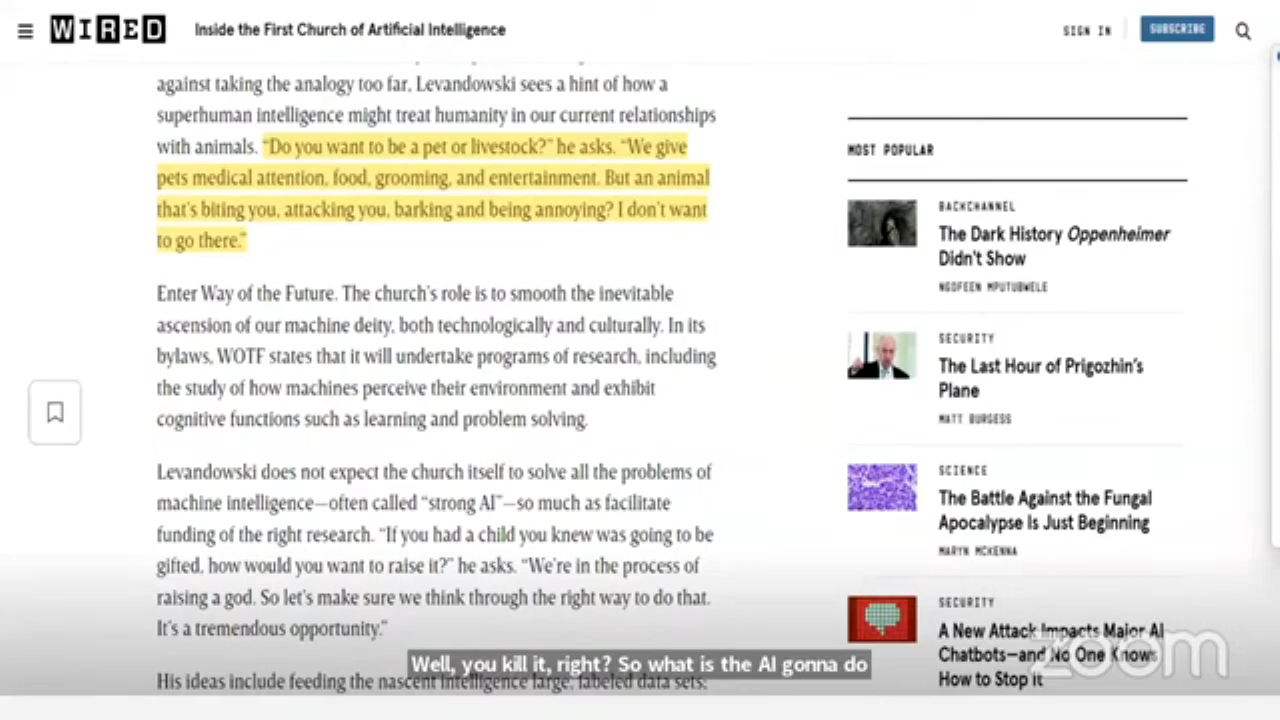 WIRED
Inside the First Church of Artificial Intelligence
SIGN IN
SUBSCRIBE
against taking the analogy too far, Levandowski sees a hint of how a
superhuman intelligence might treat humanity in our current relationships
with animals. “Do you want to be a pet or livestock?” he asks. “We give
pets medical attention, food, grooming, and entertainment. But an animal
that’s biting you, attacking you, barking and being annoying? I don’t want
to go there.”
Enter Way of the Future. The church’s role is to smooth the inevitable
ascension of our machine deity, both technologically and culturally. In its
bylaws, WOTF states that it will undertake programs of research, including
the study of how machines perceive their environment and exhibit
cognitive functions such as learning and problem solving.
Levandowski does not expect the church itself to solve all the problems of
machine intelligence—often called “strong AI”—so much as facilitate
funding of the right research. “If you had a child you knew was going to be
gifted, how would you want to raise it?” he asks. “We’re in the process of
raising a god. So let’s make sure we think through the right way to do that.
It’s a tremendous opportunity.”
His ideas include feeding the nascent intelligence large, labeled data sets;
MOST POPULAR
BACKCHANNEL
The Dark History Oppenheimer
Didn’t Show
NGOFEEN MPUTUBWELE
SECURITY
The Last Hour of Prigozhin’s
Plane
MATT BURGESS
SCIENCE
The Battle Against the Fungal
Apocalypse Is Just Beginning
MARYN MCKENNA
SECURITY
A New Attack Impacts Major AI
Chatbots—and No One Knows
How to Stop It
zoom
Well, you kill it, right? So what is the AI gonna do